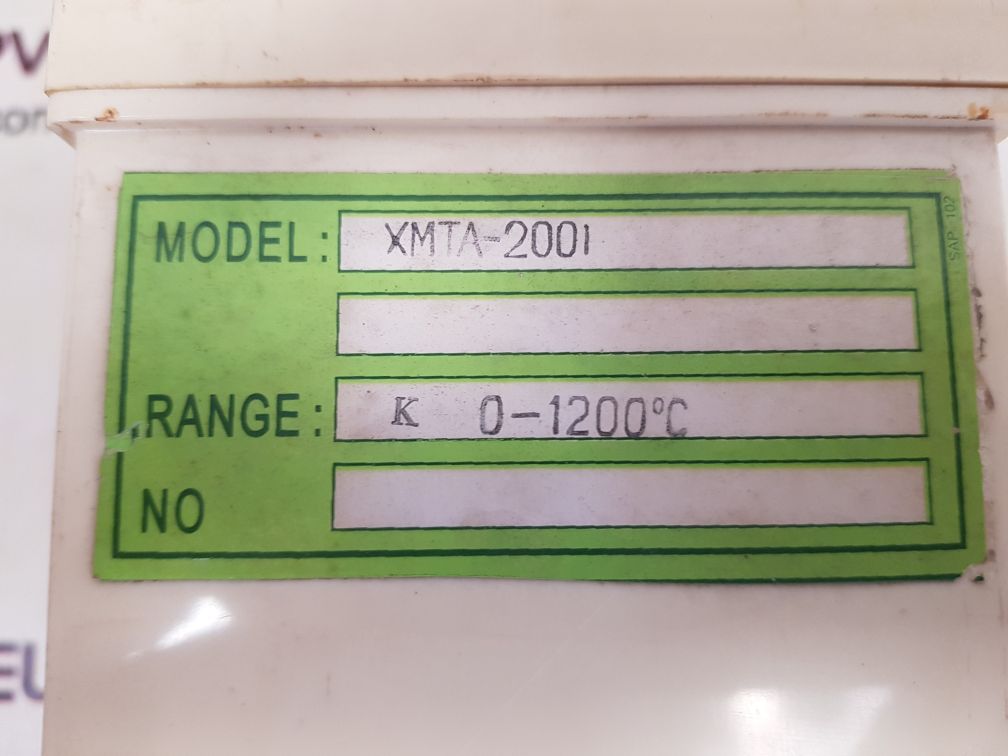 MODEL: XMTA-2001
RANGE: K 0-1200°C
NO
SAP 102